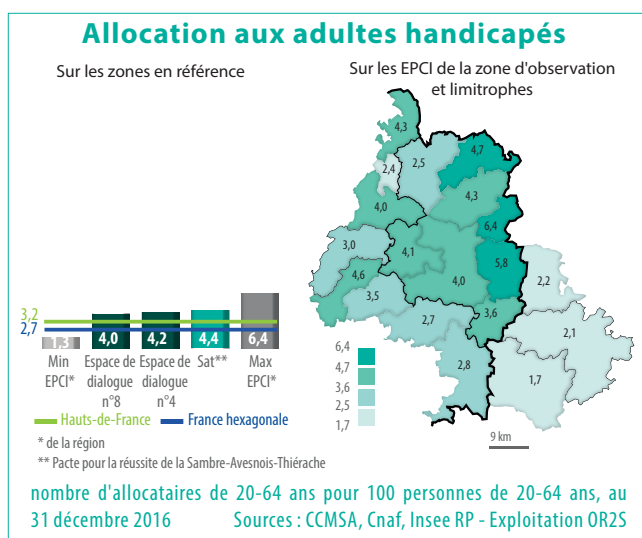 Allocation aux adultes handicapés
Sur les zones en référence
3,2
2,7
1,3
4,0
4,2
4,4
6,4
Min
EPCI*
Espace de
dialogue
n°8
Espace de
dialogue
n°4
Sat**
Max
EPCI*
Hauts-de-France
France hexagonale
* de la région
** Pacte pour la réussite de la Sambre-Avesnois-Thiérache
Sur les EPCI de la zone d'observation
et limitrophes
4,3
4,7
2,5
2,4
4,3
4,0
6,4
3,0
4,1
5,8
4,6
4,0
2,2
3,5
3,6
2,7
2,1
2,8
1,7
6,4
4,7
3,6
2,5
1,7
9 km
nombre d'allocataires de 20-64 ans pour 100 personnes de 20-64 ans, au
31 décembre 2016 Sources : CCMSA, Cnaf, Insee RP - Exploitation OR2S